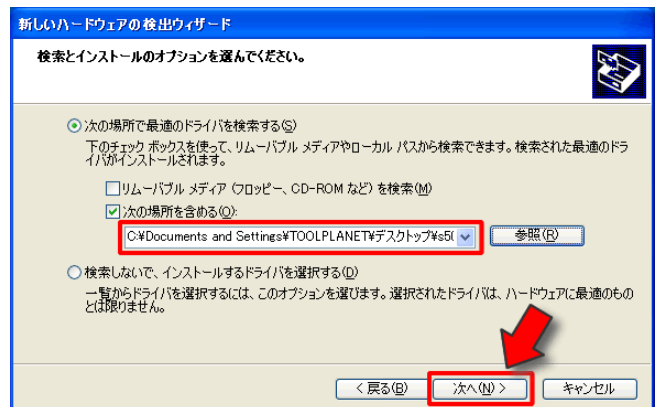 新しいハードウェアの検出ウィザード
検索とインストールのオプションを選んでください。
次の場所で最適のドライバを検索する(S)
下のチェック ボックスを使って、リムーバブル メディアやローカル パスから検索できます。検索された最適のドラ
イバがインストールされます。
リムーバブル メディア (フロッピー、CD-ROM など) を検索(M)
次の場所を含める(O):
C:¥Documents and Settings¥TOOLPLANET¥デスクトップ¥s5(
参照(R)
検索しないで、インストールするドライバを選択する(D)
一覧からドライバを選択するには、このオプションを選びます。選択されたドライバは、ハードウェアに最適のもの
とは限りません。
< 戻る(B)
次へ(N) >
キャンセル